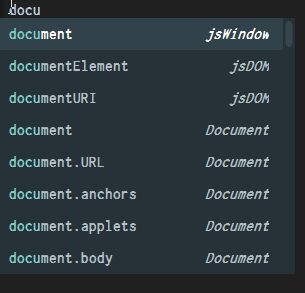 docu
document jsWindow
documentElement jsDOM
documentURI jsDOM
document Document
document.URL Document
document.anchors Document
document.applets Document
document.body Document